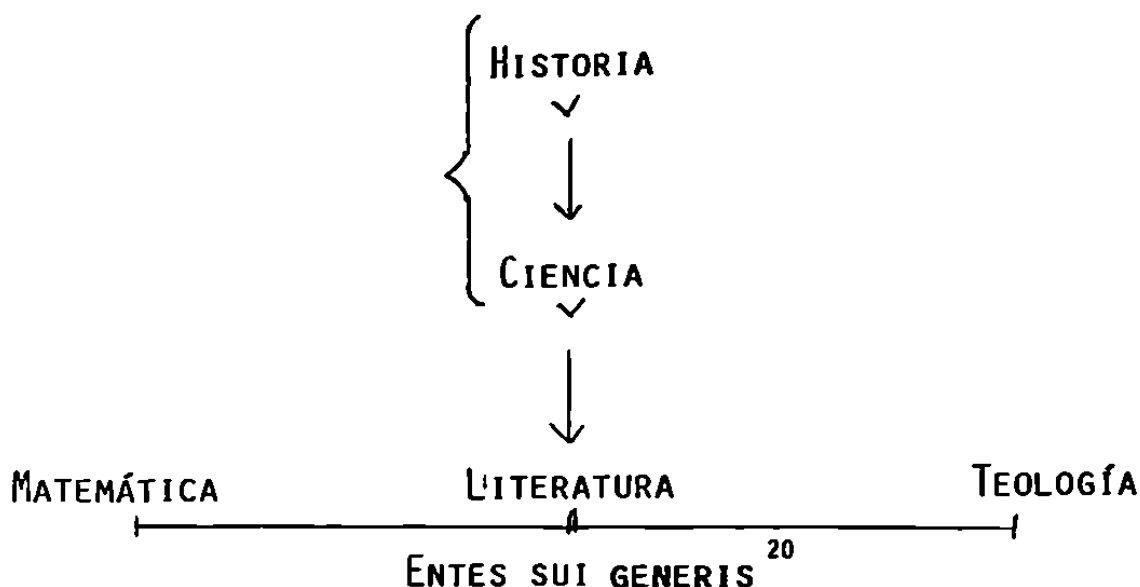 HISTORIA
CIENCIA
MATEMÁTICA LITERATURA TEOLOGÍA
ENTES SUI GENERIS 20